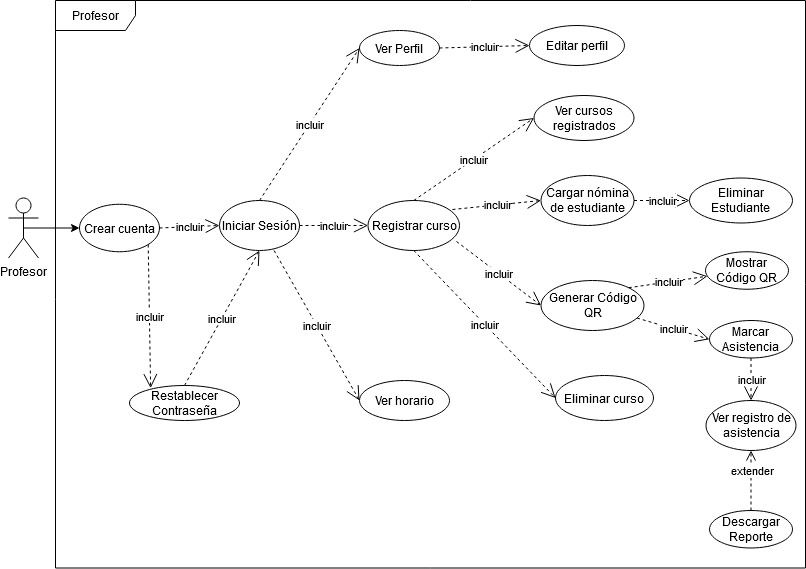 Profesor
Ver Perfil
incluir
Editar perfil
incluir
Ver cursos
registrados
incluir
Cargar nómina
de estudiante
incluir
Eliminar
Estudiante
incluir
Profesor
Crear cuenta
incluir
Iniciar Sesión
incluir
Registrar curso
incluir
Mostrar
Código QR
incluir
Generar Código
QR
incluir
incluir
Marcar
Asistencia
incluir
incluir
incluir
incluir
incluir
Restablecer
Contraseña
Ver horario
Eliminar curso
Ver registro de
asistencia
extender
Descargar
Reporte